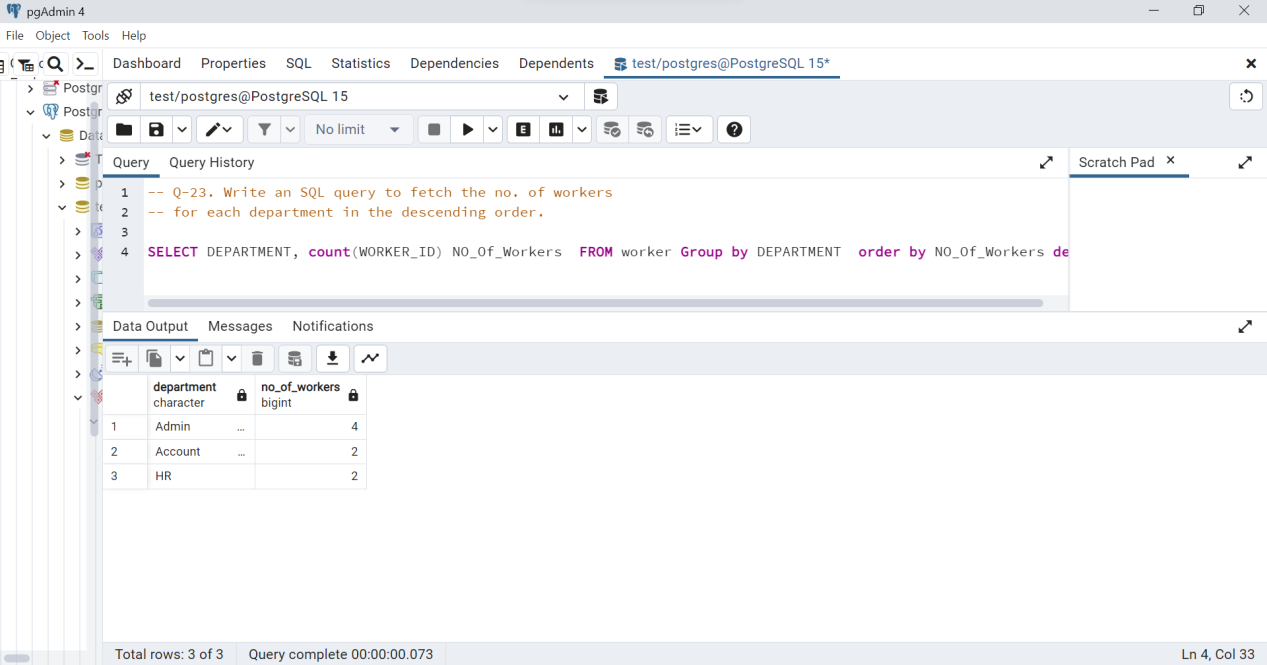 pgAdmin 4
File Object Tools Help
Dashboard Properties SQL Statistics Dependencies Dependents test/postgres@PostgreSQL 15*
Postgr
Postgr
Data
test/postgres@PostgreSQL 15
No limit
E
Query Query History
Scratch Pad
1 -- Q-23. Write an SQL query to fetch the no. of workers
2 -- for each department in the descending order.
3
4 SELECT DEPARTMENT, count(WORKER_ID) NO_Of_Workers FROM worker Group by DEPARTMENT order by NO_Of_Workers de
Data Output Messages Notifications
department no_of_workers
character bigint
1 Admin ... 4
2 Account ... 2
3 HR 2
Total rows: 3 of 3 Query complete 00:00:00.073 Ln 4, Col 33